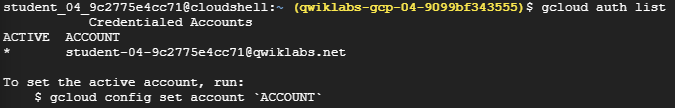 student_04_9c2775e4cc71@cloudshell:~ (qwiklabs-gcp-04-9099bf343555)$ gcloud auth list
Credentialed Accounts
ACTIVE  ACCOUNT
*       student-04-9c2775e4cc71@qwiklabs.net
To set the active account, run:
$ gcloud config set account `ACCOUNT`